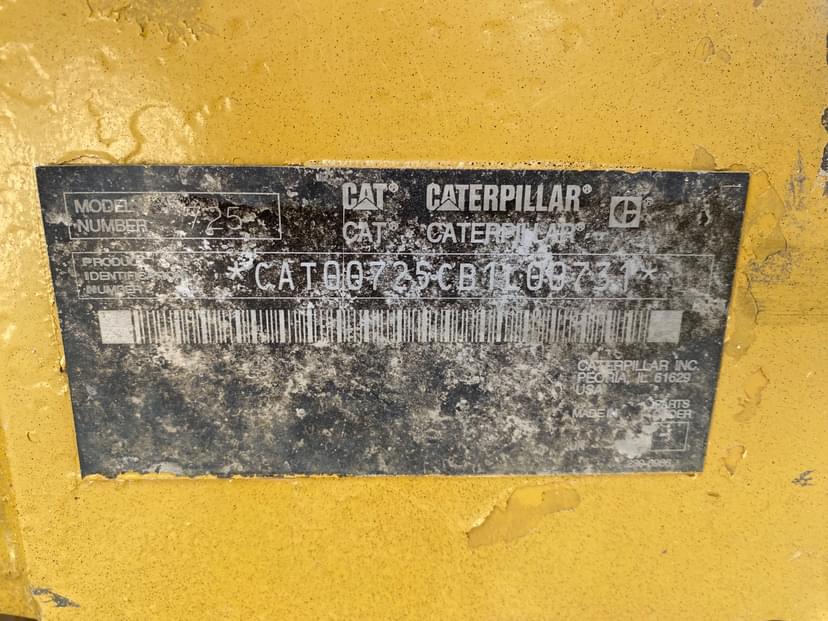 MODEL NUMBER 725
CAT® CATERPILLAR®
CAT® CATERPILLAR®
PRODUCT IDENTIFICATION NUMBER
*CAT00725CB1L00731*
CATERPILLAR INC.
PEORIA, IL 61629
USA
MADE IN
PARTS
ORDER